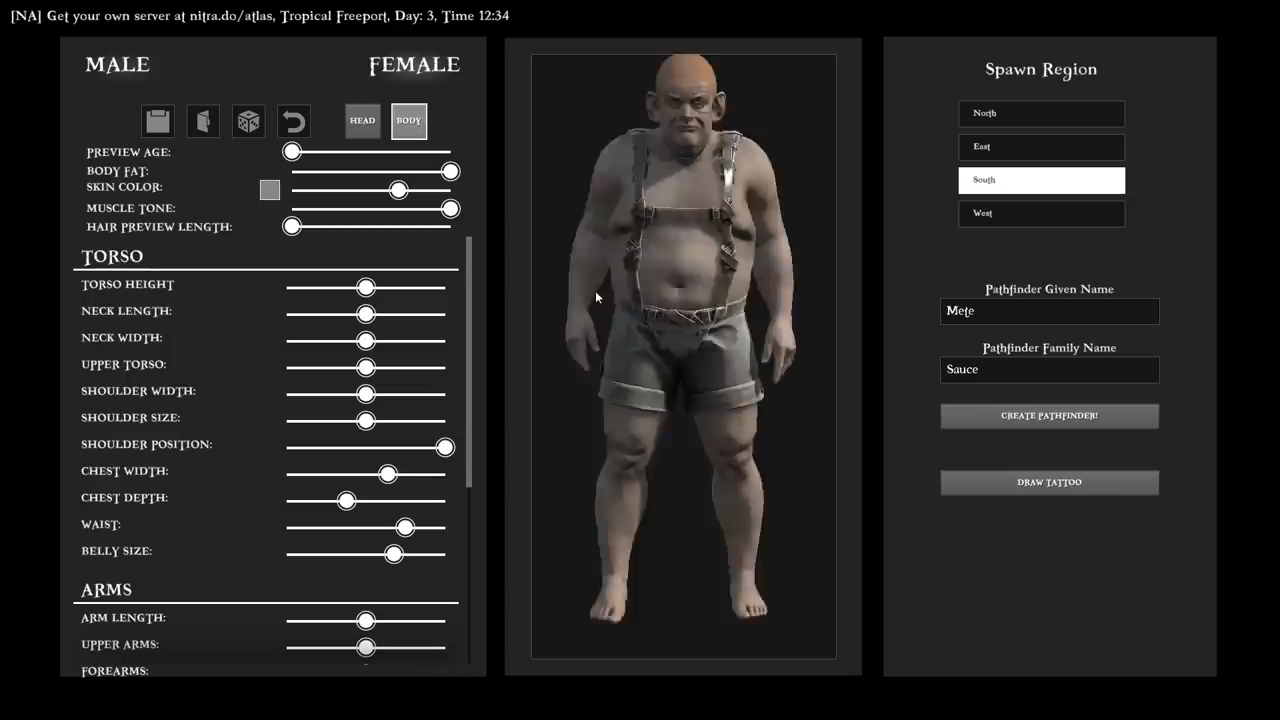 [NA] Get your own server at nitra.do/atlas, Tropical Freeport, Day: 3, Time 12:34
MALE
FEMALE
HEAD
BODY
PREVIEW AGE:
BODY FAT:
SKIN COLOR:
MUSCLE TONE:
HAIR PREVIEW LENGTH:
TORSO
TORSO HEIGHT
NECK LENGTH:
NECK WIDTH:
UPPER TORSO:
SHOULDER WIDTH:
SHOULDER SIZE:
SHOULDER POSITION:
CHEST WIDTH:
CHEST DEPTH:
WAIST:
BELLY SIZE:
ARMS
ARM LENGTH:
UPPER ARMS:
FOREARMS:
Spawn Region
North
East
South
West
Pathfinder Given Name
Mete
Pathfinder Family Name
Sauce
CREATE PATHFINDER!
DRAW TATTOO